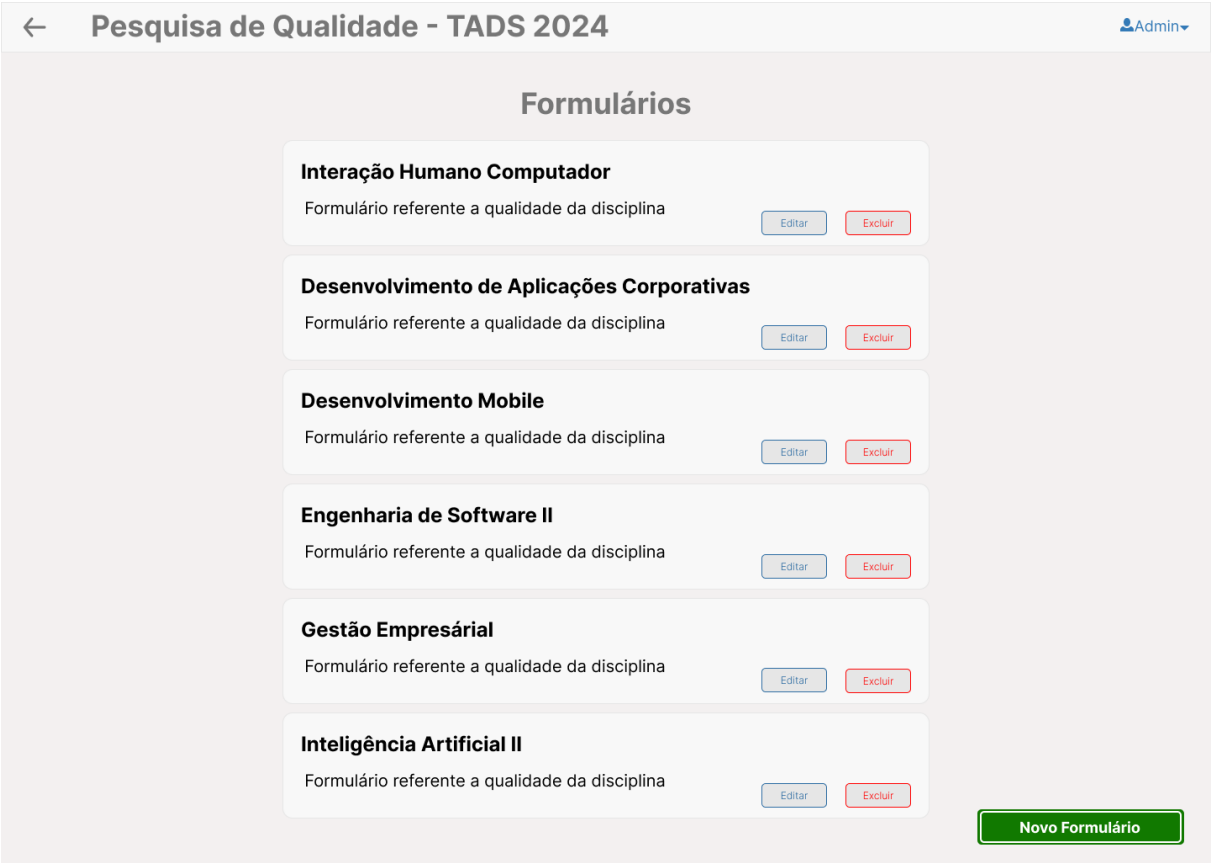 Pesquisa de Qualidade - TADS 2024
Admin
Formulários
Interação Humano Computador
Formulário referente a qualidade da disciplina
Editar Excluir
Desenvolvimento de Aplicações Corporativas
Formulário referente a qualidade da disciplina
Editar Excluir
Desenvolvimento Mobile
Formulário referente a qualidade da disciplina
Editar Excluir
Engenharia de Software II
Formulário referente a qualidade da disciplina
Editar Excluir
Gestão Empresárial
Formulário referente a qualidade da disciplina
Editar Excluir
Inteligência Artificial II
Formulário referente a qualidade da disciplina
Editar Excluir
Novo Formulário